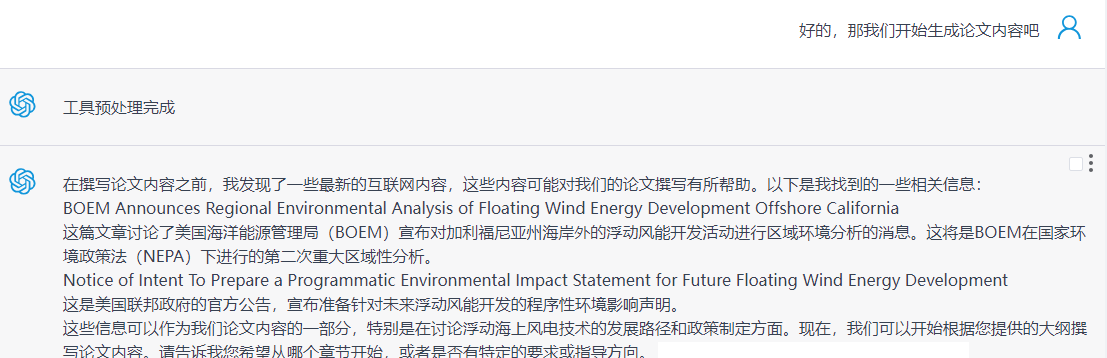 好的，那我们开始生成论文内容吧
工具预处理完成
在撰写论文内容之前，我发现了一些最新的互联网内容，这些内容可能对我们的论文撰写有所帮助。以下是我找到的一些相关信息：
BOEM Announces Regional Environmental Analysis of Floating Wind Energy Development Offshore California
这篇文章讨论了美国海洋能源管理局（BOEM）宣布对加利福尼亚州海岸外的浮动风能开发活动进行区域环境分析的消息。这将是BOEM在国家环
境政策法（NEPA）下进行的第二次重大区域性分析。
Notice of Intent To Prepare a Programmatic Environmental Impact Statement for Future Floating Wind Energy Development
这是美国联邦政府的官方公告，宣布准备针对未来浮动风能开发的程序性环境影响声明。
这些信息可以作为我们论文内容的一部分，特别是在讨论浮动海上风电技术的发展路径和政策制定方面。现在，我们可以开始根据您提供的大纲撰
写论文内容。请告诉我您希望从哪个章节开始，或者是否有特定的要求或指导方向。